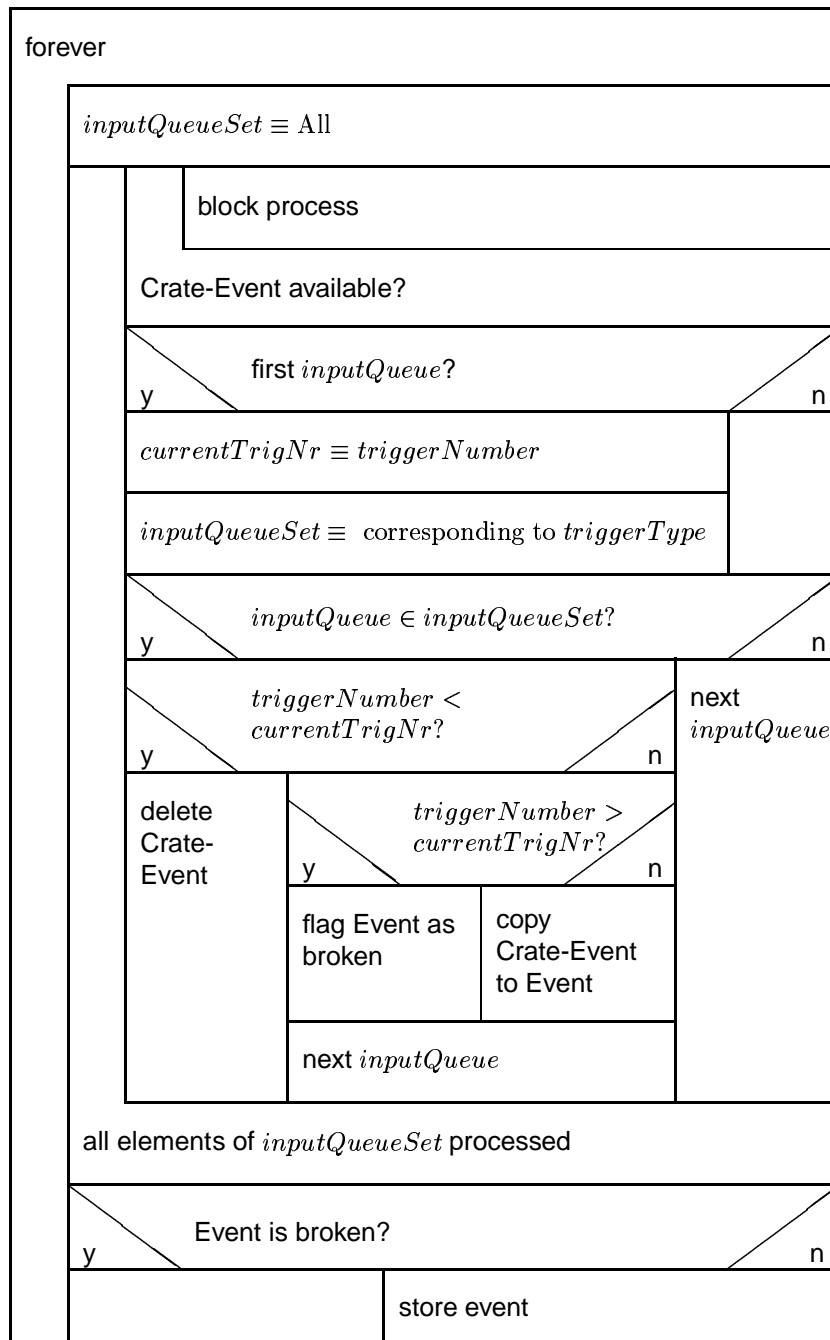 forever
inputQueueSet ≡ All
block process
Crate-Event available?
first inputQueue?
y
n
currentTrigNr ≡ triggerNumber
inputQueueSet ≡ corresponding to triggerType
inputQueue ∈ inputQueueSet?
y
n
triggerNumber <
currentTrigNr?
y
n
next
inputQueue
delete
Crate-
Event
triggerNumber >
currentTrigNr?
y
n
flag Event as
broken
copy
Crate-Event
to Event
next inputQueue
all elements of inputQueueSet processed
Event is broken?
y
n
store event